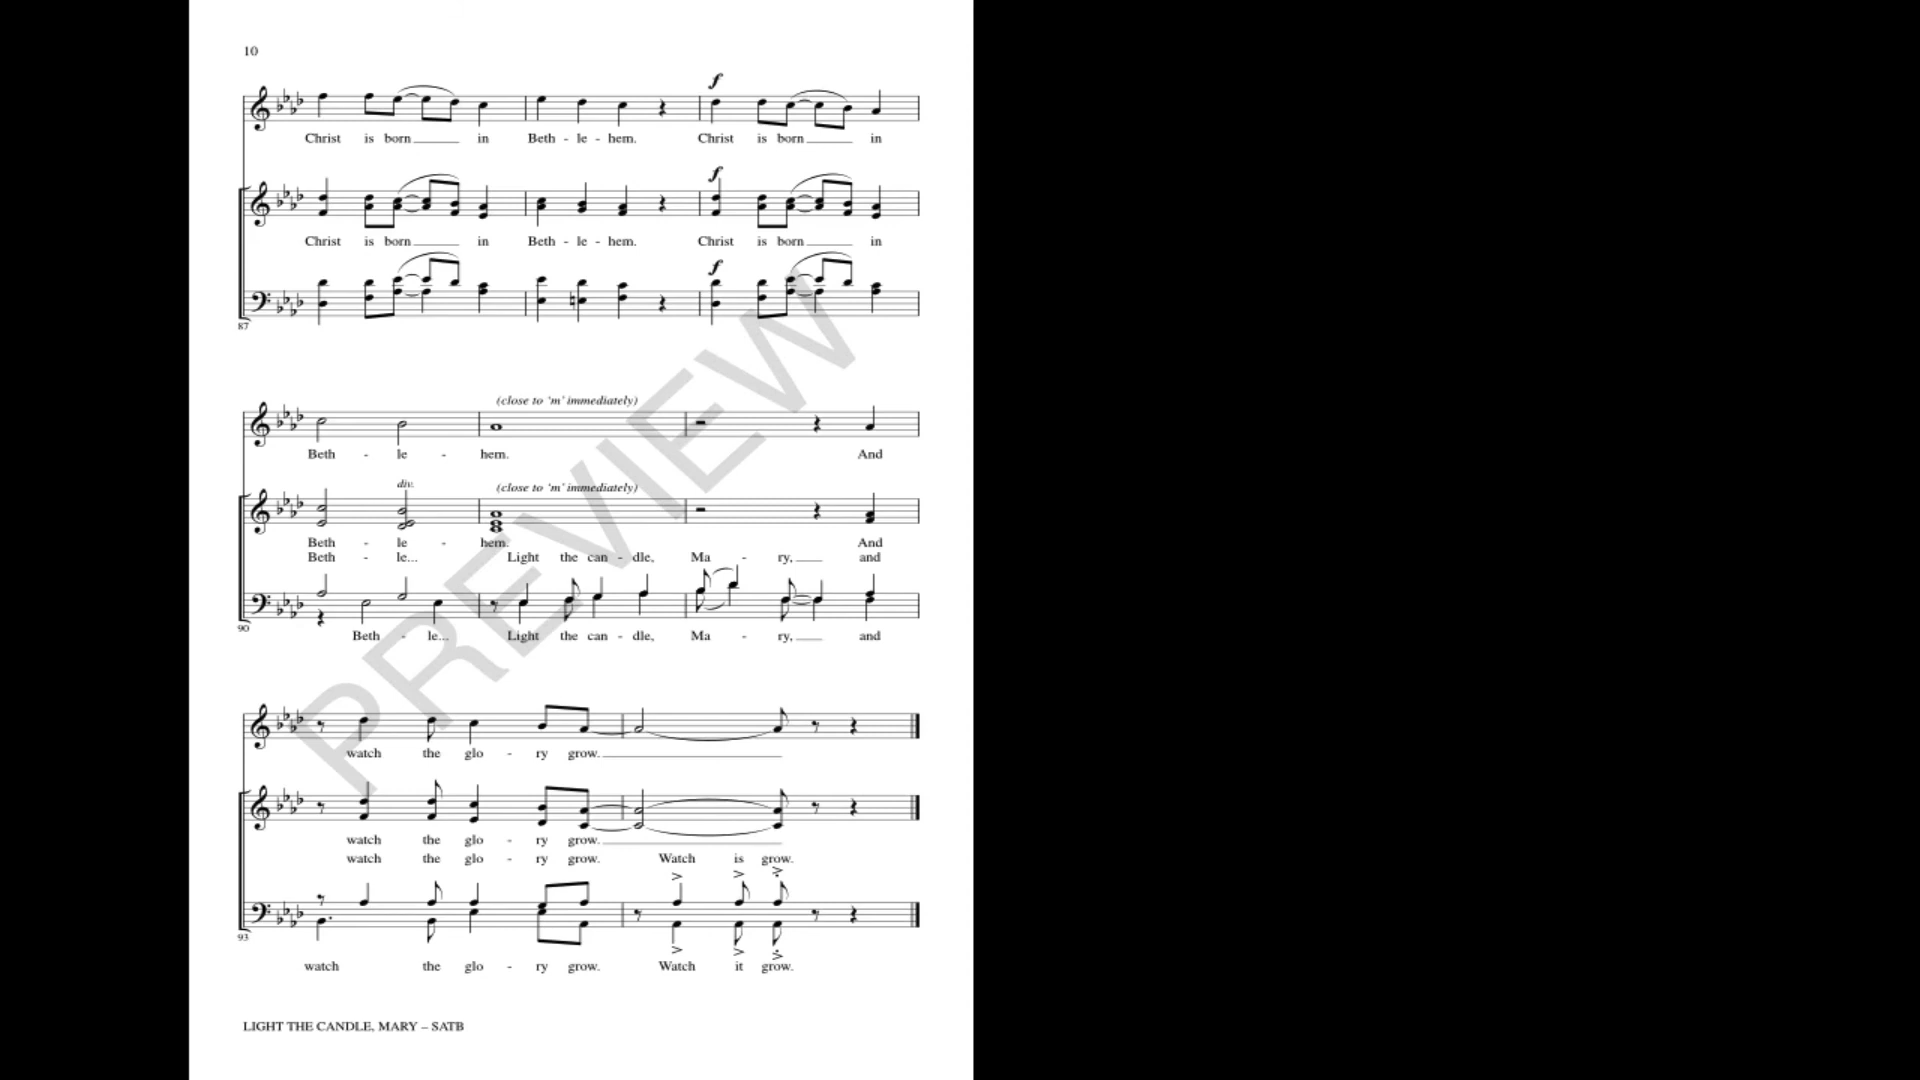 10
f
Christ is born in Beth - le - hem. Christ is born in
f
Christ is born in Beth - le - hem. Christ is born in
f
87
(close to ‘m’ immediately)
Beth - le - hem. And
div. (close to ‘m’ immediately)
Beth - le - hem. And
Beth - le... Light the can - dle, Ma - ry, and
90
Beth - le... Light the can - dle, Ma - ry, and
watch the glo - ry grow.
watch the glo - ry grow.
watch the glo - ry grow. Watch is grow.
93
watch the glo - ry grow. Watch it grow.
LIGHT THE CANDLE, MARY – SATB
PREVIEW